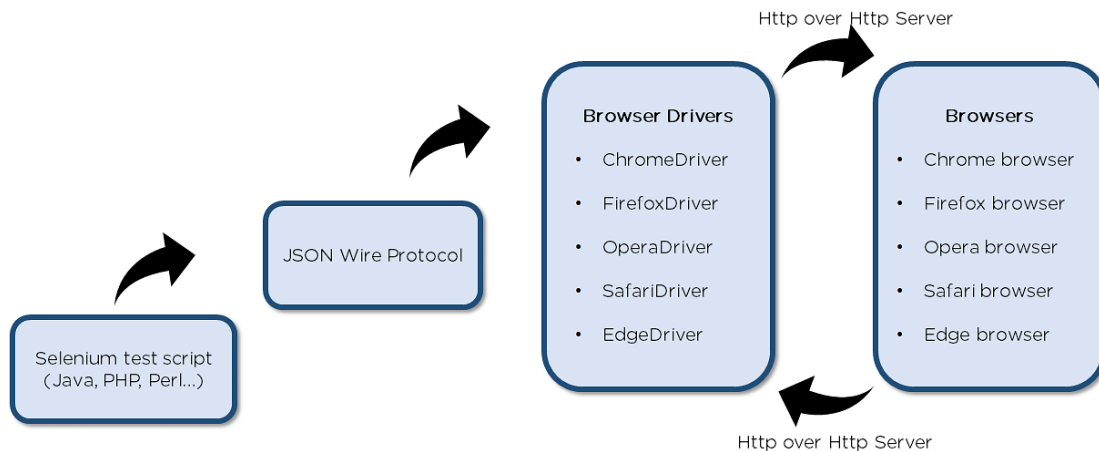 Http over Http Server
Browser Drivers
• ChromeDriver
• FirefoxDriver
• OperaDriver
• SafariDriver
• EdgeDriver
Browsers
• Chrome browser
• Firefox browser
• Opera browser
• Safari browser
• Edge browser
JSON Wire Protocol
Selenium test script
(Java, PHP, Perl...)
Http over Http Server